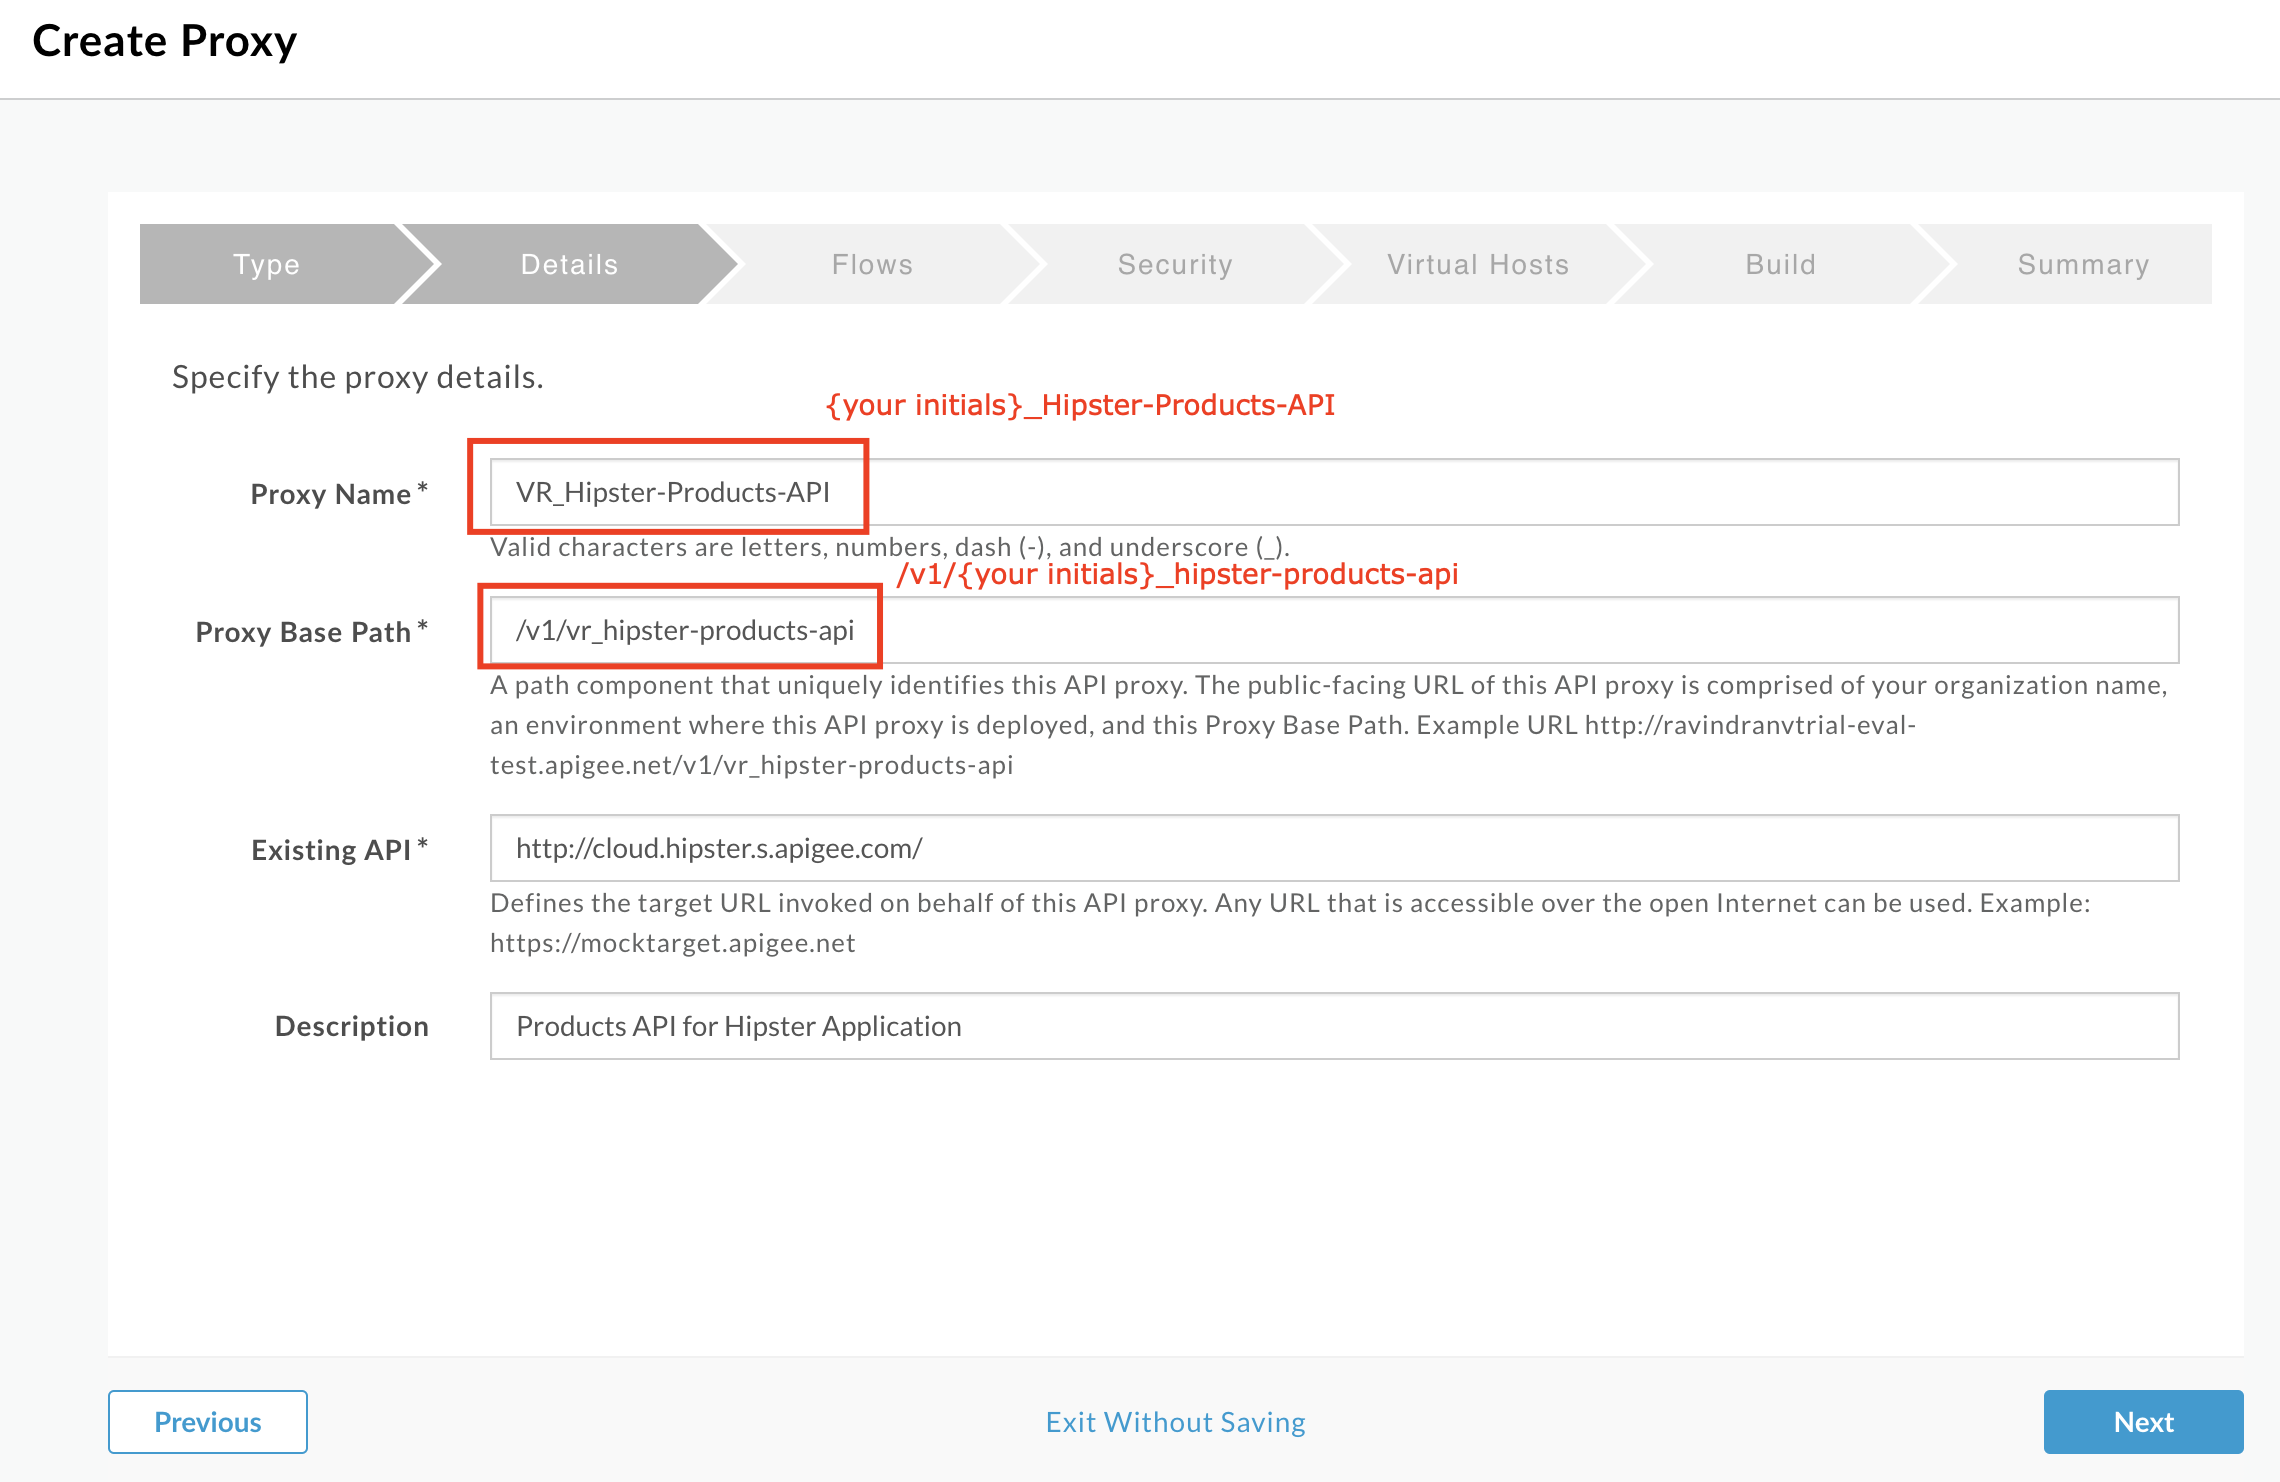 Create Proxy
Type Details Flows Security Virtual Hosts Build Summary
Specify the proxy details.
{your initials}_Hipster-Products-API
Proxy Name* VR_Hipster-Products-API
Valid characters are letters, numbers, dash (-), and underscore (_).
/v1/{your initials}_hipster-products-api
Proxy Base Path* /v1/vr_hipster-products-api
A path component that uniquely identifies this API proxy. The public-facing URL of this API proxy is comprised of your organization name,
an environment where this API proxy is deployed, and this Proxy Base Path. Example URL http://ravindranvtrial-eval-
test.apigee.net/v1/vr_hipster-products-api
Existing API* http://cloud.hipster.s.apigee.com/
Defines the target URL invoked on behalf of this API proxy. Any URL that is accessible over the open Internet can be used. Example:
https://mocktarget.apigee.net
Description Products API for Hipster Application
Previous Exit Without Saving Next